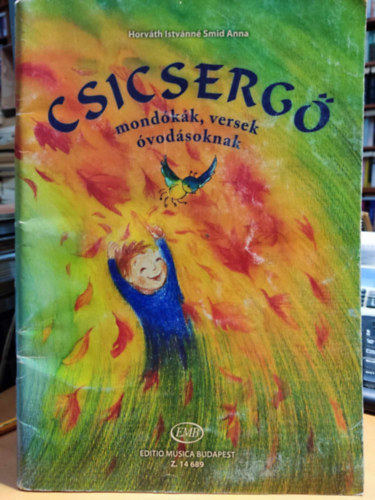 Horváth Istvánné Smid Anna
CSICSERGŐ
mondókák, versek
óvodásoknak
EMB
EDITIO MUSICA BUDAPEST
Z. 14 689